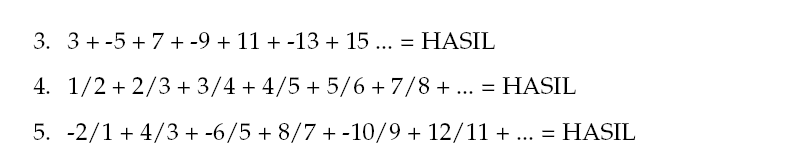 3. 3 + -5 + 7 + -9 + 11 + -13 + 15 ... = HASIL
4. 1/2 + 2/3 + 3/4 + 4/5 + 5/6 + 7/8 + ... = HASIL
5. -2/1 + 4/3 + -6/5 + 8/7 + -10/9 + 12/11 + ... = HASIL